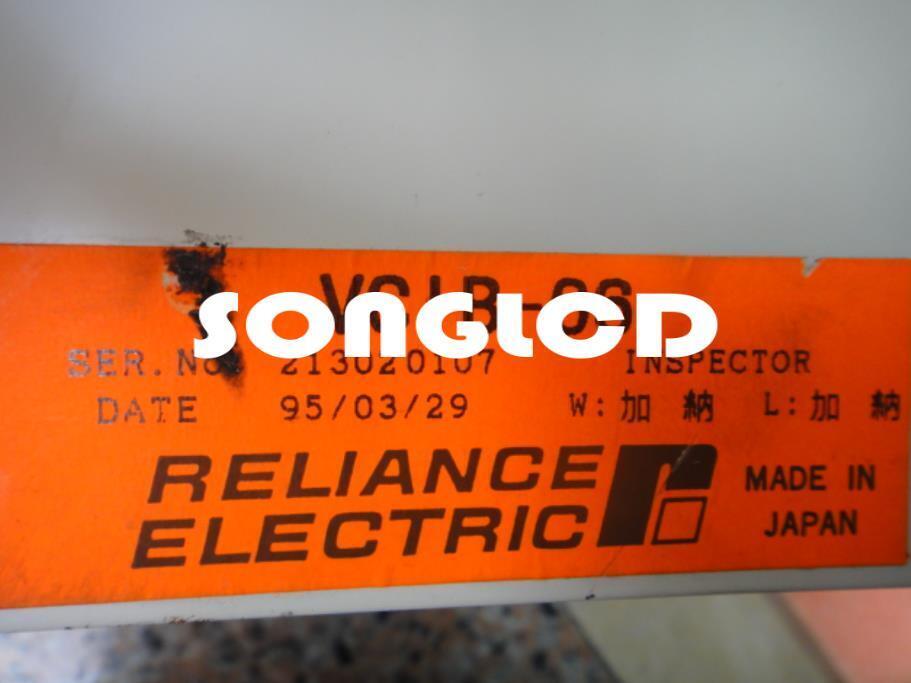 SONGLCD
SER. No. 213020107 INSPECTOR
DATE 95/03/29 W: 加 納 L: 加 納
RELIANCE
ELECTRIC
MADE IN
JAPAN